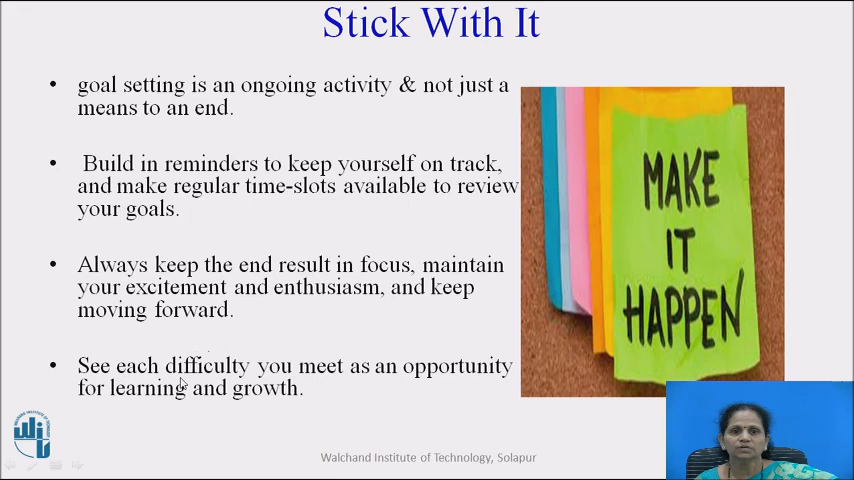 Stick With It
• goal setting is an ongoing activity & not just a
means to an end.
• Build in reminders to keep yourself on track,
and make regular time-slots available to review
your goals.
• Always keep the end result in focus, maintain
your excitement and enthusiasm, and keep
moving forward.
• See each difficulty you meet as an opportunity
for learning and growth.
MAKE
IT
HAPPEN
Walchand Institute of Technology, Solapur